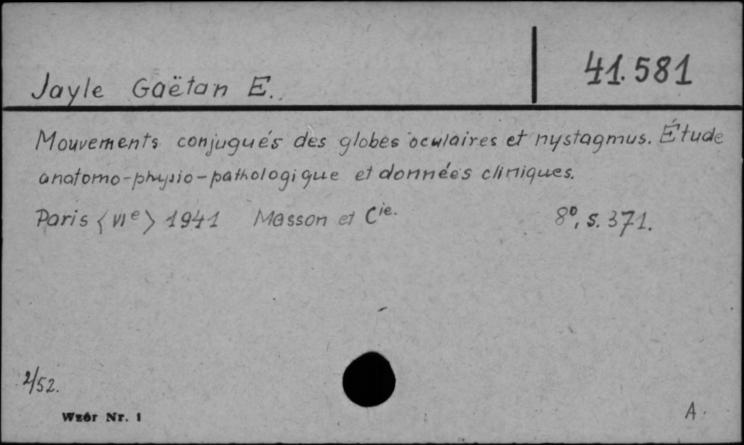 Jayle Gaëtan E.
41.581
Mouvements conjugués des globes oculaires et nystagmus. Étude
anatomo-physio-pathologique et données cliniques.
Paris <VIe> 1941 Masson et Cie. 8°, s. 371.
2/52.
Wzór Nr. 1
A.